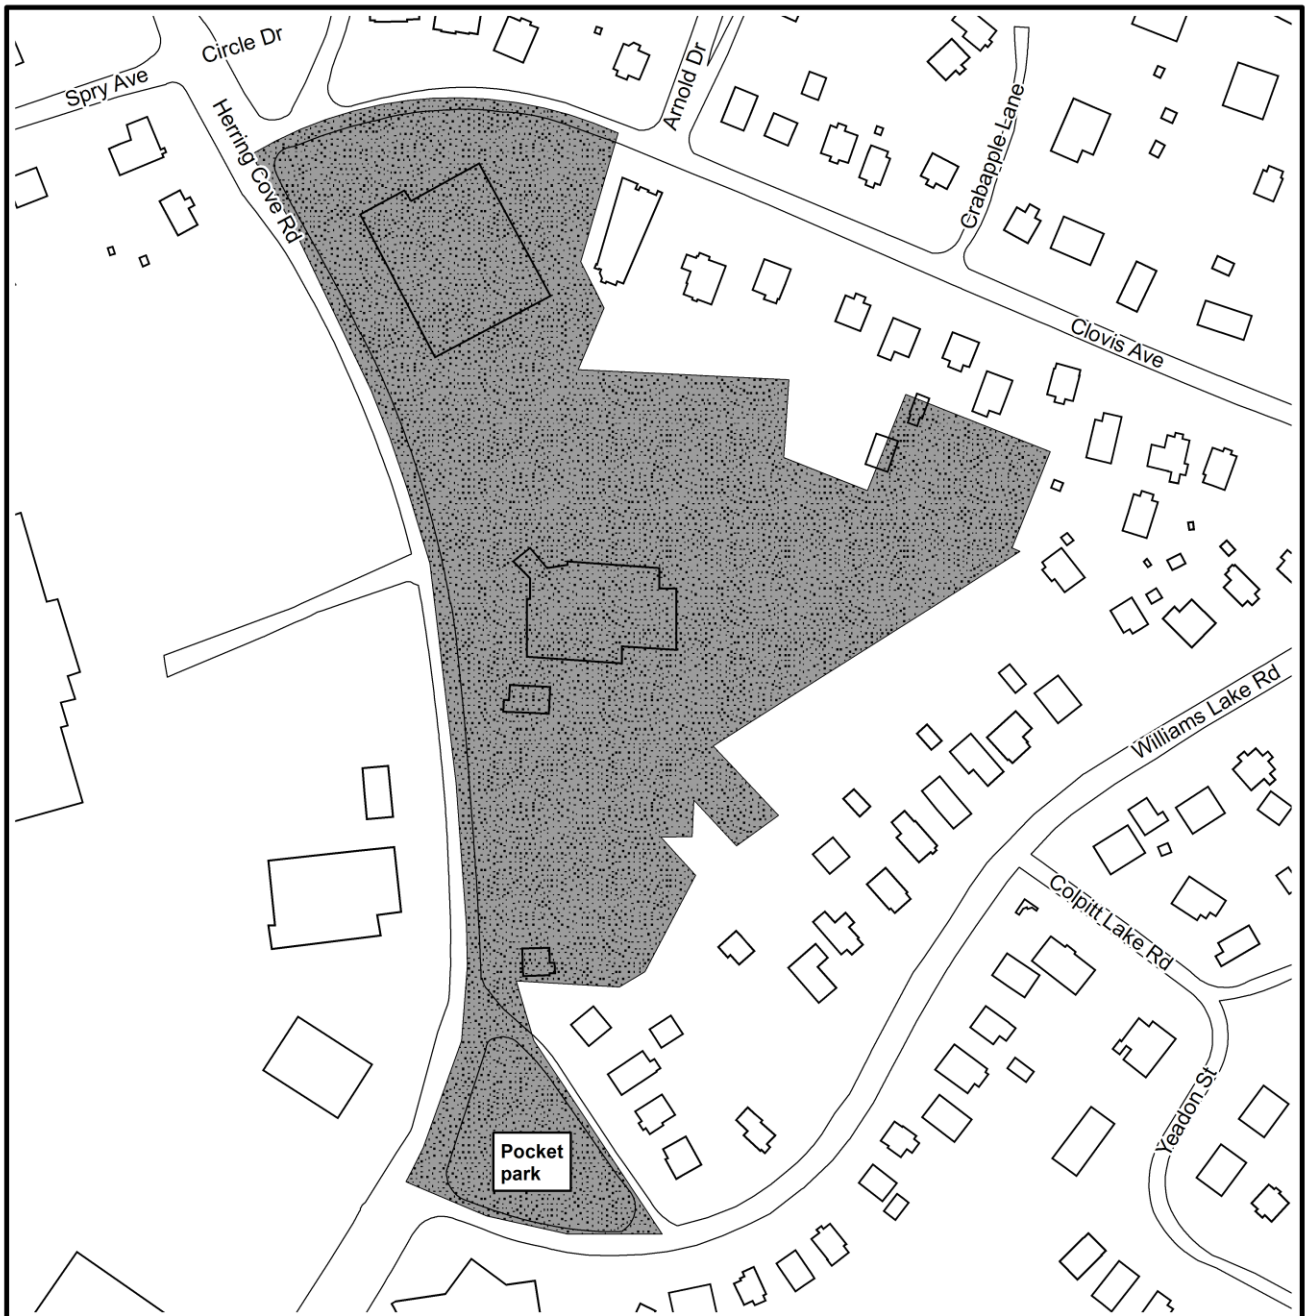 Circle Dr
Spry Ave
Arnold Dr
Herring Cove Rd
Crabapple Lane
Clovis Ave
Williams Lake Rd
Colpitt Lake Rd
Yeadon St
Pocket
park